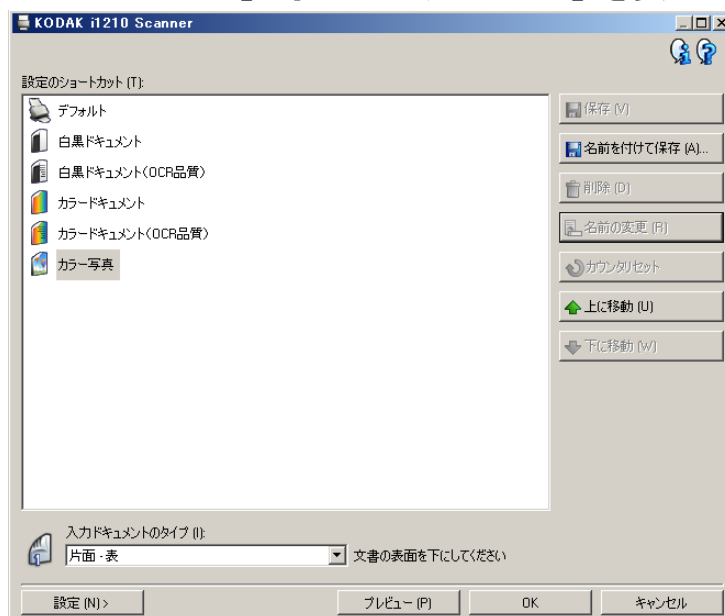 KODAK i1210 Scanner
設定のショートカット (T):
デフォルト
白黒ドキュメント
白黒ドキュメント(OCR品質)
カラードキュメント
カラードキュメント(OCR品質)
カラー写真
保存 (V)
名前を付けて保存 (A)...
削除 (D)
名前の変更 (R)
カウンタリセット
上に移動 (U)
下に移動 (W)
入力ドキュメントのタイプ (I):
片面 - 表
文書の表面を下にしてください
設定 (N) >
プレビュー (P)
OK
キャンセル